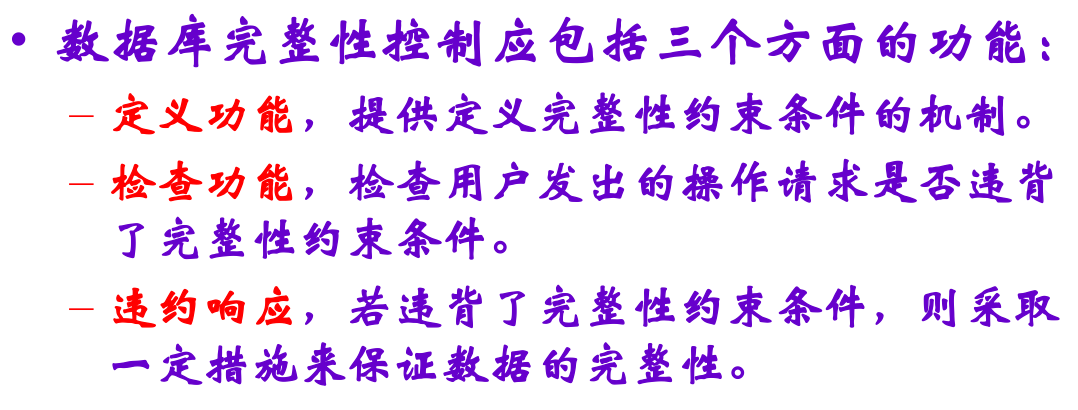 • 数据库完整性控制应包括三个方面的功能：
– 定义功能，提供定义完整性约束条件的机制。
– 检查功能，检查用户发出的操作请求是否违背
了完整性约束条件。
– 违约响应，若违背了完整性约束条件，则采取
一定措施来保证数据的完整性。